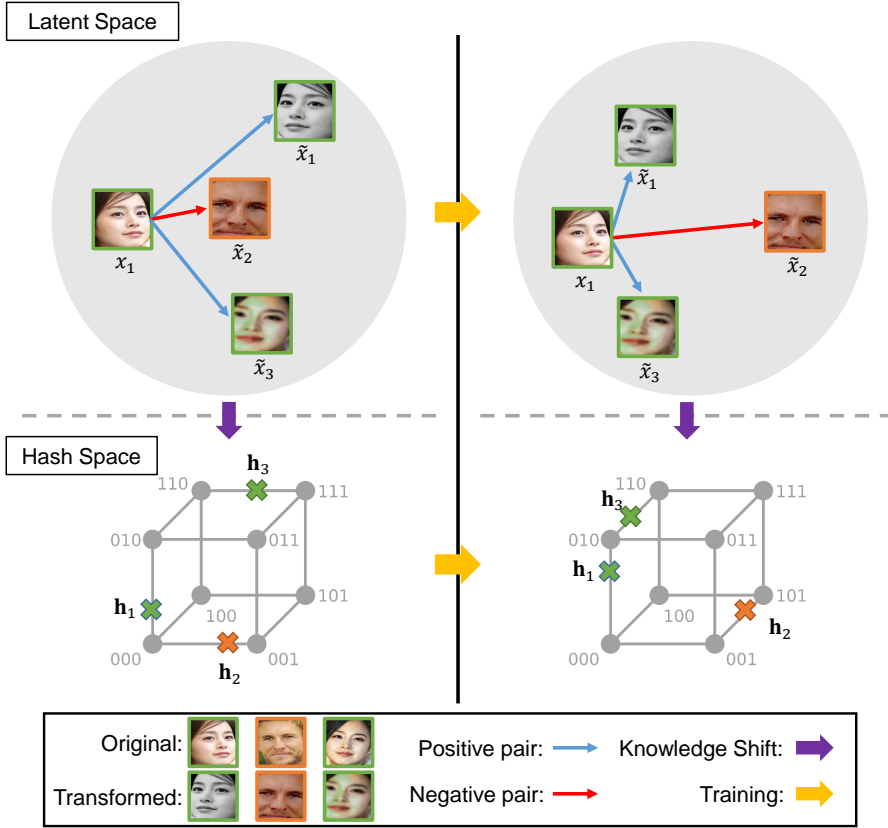 Latent Space
x̃₁
x₁
x̃₂
x̃₃
x̃₁
x₁
x̃₂
x̃₃
Hash Space
110
h₃
111
010
011
h₁
100
101
000
h₂
001
110
h₃
111
010
011
h₁
100
101
h₂
000
001
Original:
Positive pair:
Knowledge Shift:
Transformed:
Negative pair:
Training: